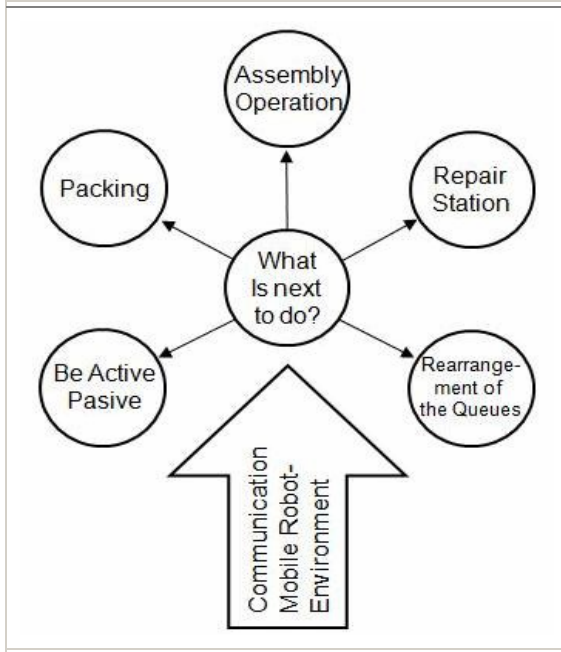 Assembly
Operation
Packing
Repair
Station
What
Is next
to do?
Be Active
Pasive
Rearrange-
ment of
the Queues
Communication
Mobile Robot-
Environment